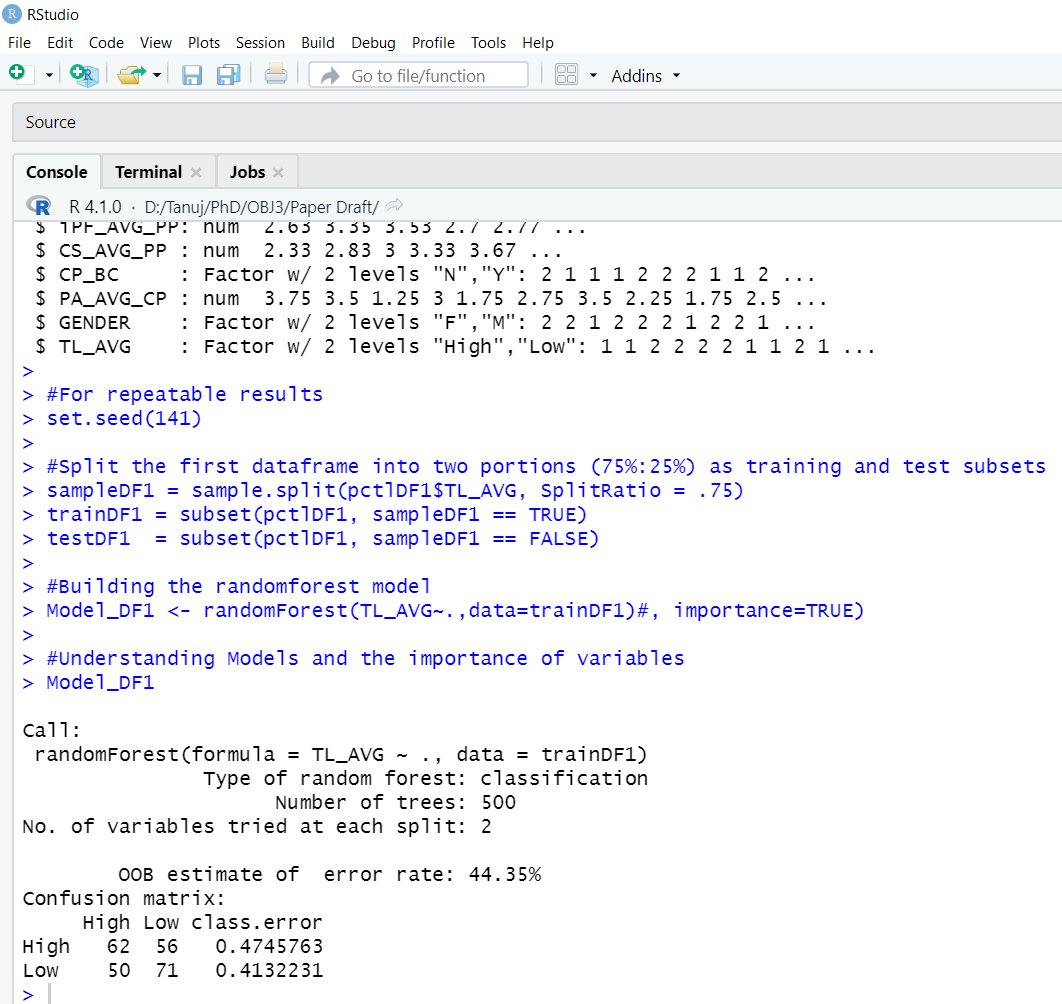 RStudio
File Edit Code View Plots Session Build Debug Profile Tools Help
Go to file/function Addins
Source
Console Terminal Jobs
R 4.1.0 · D:/Tanuj/PhD/OBJ3/Paper Draft/
$ iPF_AVG_PP: num  2.63 3.35 3.53 2.7 2.77 ...
$ CS_AVG_PP : num  2.33 2.83 3 3.33 3.67 ...
$ CP_BC     : Factor w/ 2 levels "N","Y": 2 1 1 1 2 2 2 1 1 2 ...
$ PA_AVG_CP : num  3.75 3.5 1.25 3 1.75 2.75 3.5 2.25 1.75 2.5 ...
$ GENDER    : Factor w/ 2 levels "F","M": 2 2 1 2 2 2 1 2 2 1 ...
$ TL_AVG    : Factor w/ 2 levels "High","Low": 1 1 2 2 2 2 1 1 2 1 ...
>
> #For repeatable results
> set.seed(141)
>
> #Split the first dataframe into two portions (75%:25%) as training and test subsets
> sampleDF1 = sample.split(pctlDF1$TL_AVG, SplitRatio = .75)
> trainDF1 = subset(pctlDF1, sampleDF1 == TRUE)
> testDF1  = subset(pctlDF1, sampleDF1 == FALSE)
>
> #Building the randomforest model
> Model_DF1 <- randomForest(TL_AVG~.,data=trainDF1)#, importance=TRUE)
>
> #Understanding Models and the importance of variables
> Model_DF1
Call:
randomForest(formula = TL_AVG ~ ., data = trainDF1)
Type of random forest: classification
Number of trees: 500
No. of variables tried at each split: 2
OOB estimate of  error rate: 44.35%
Confusion matrix:
High Low class.error
High   62  56   0.4745763
Low    50  71   0.4132231
>